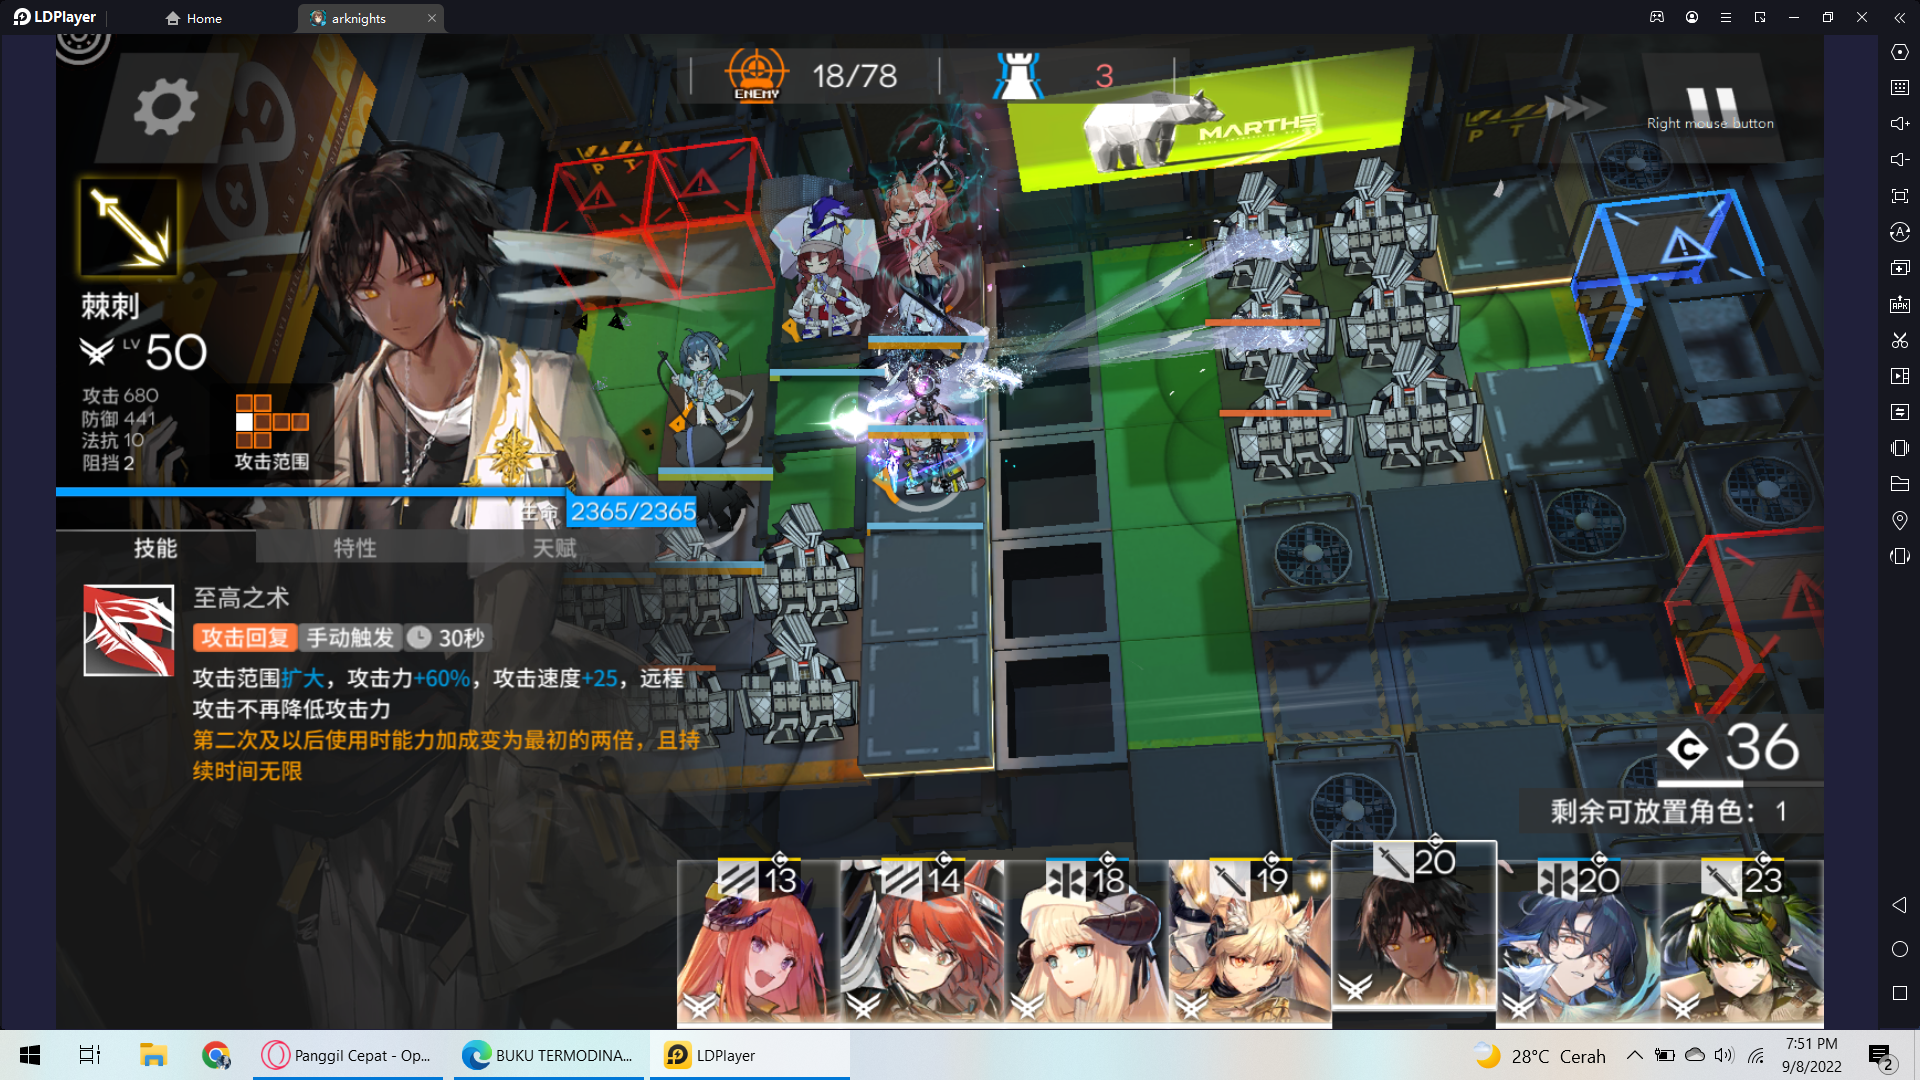 LDPlayer
Home
arknights
ENEMY
18/78
3
MARTHE
Right mouse button
棘刺
LV 50
攻击 680
防御 441
法抗 10
阻挡 2
攻击范围
生命 2365/2365
技能
特性
天赋
至高之术
攻击回复 手动触发 30秒
攻击范围扩大，攻击力+60%，攻击速度+25，远程
攻击不再降低攻击力
第二次及以后使用时能力加成变为最初的两倍，且持
续时间无限
C 36
剩余可放置角色： 1
C 13
C 14
C 18
C 19
C 20
C 20
C 23
Panggil Cepat - Op...
BUKU TERMODINA...
LDPlayer
28°C Cerah
7:51 PM
9/8/2022
2